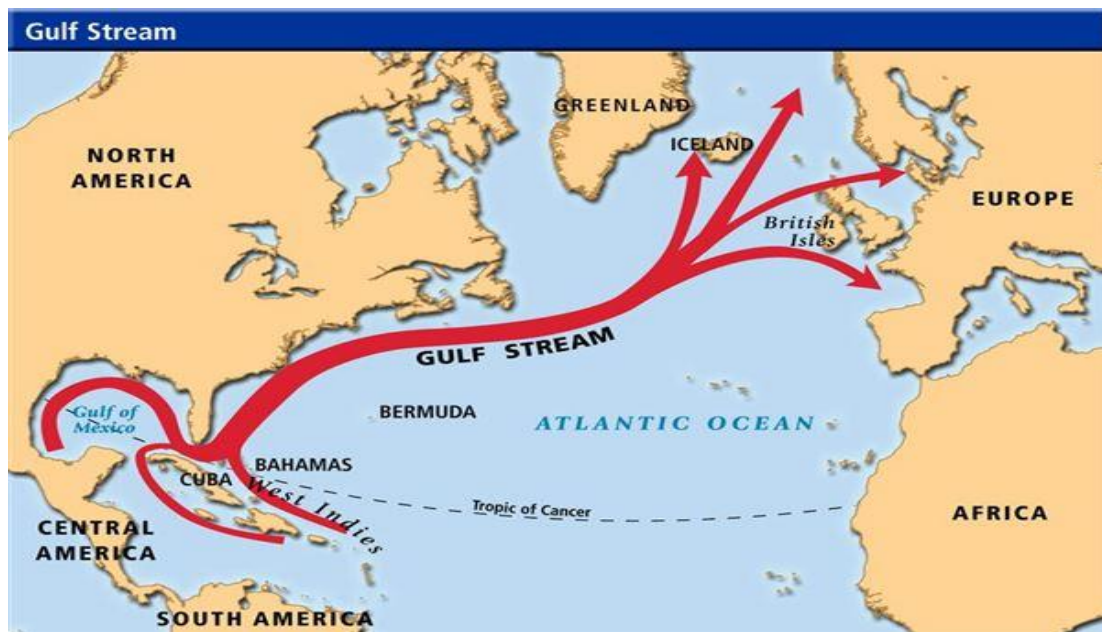 Gulf Stream
GREENLAND
ICELAND
NORTH
AMERICA
EUROPE
British
Isles
GULF STREAM
Gulf of
Mexico
BERMUDA
ATLANTIC OCEAN
BAHAMAS
CUBA
West Indies
Tropic of Cancer
AFRICA
CENTRAL
AMERICA
SOUTH AMERICA